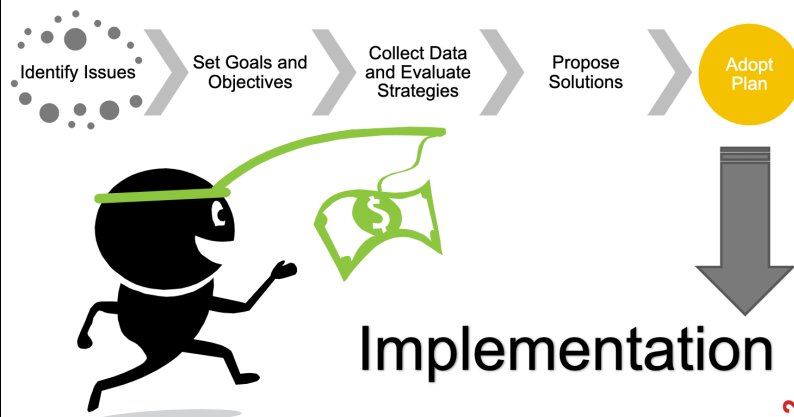 Identify Issues
Set Goals and
Objectives
Collect Data
and Evaluate
Strategies
Propose
Solutions
Adopt
Plan
$
Implementation